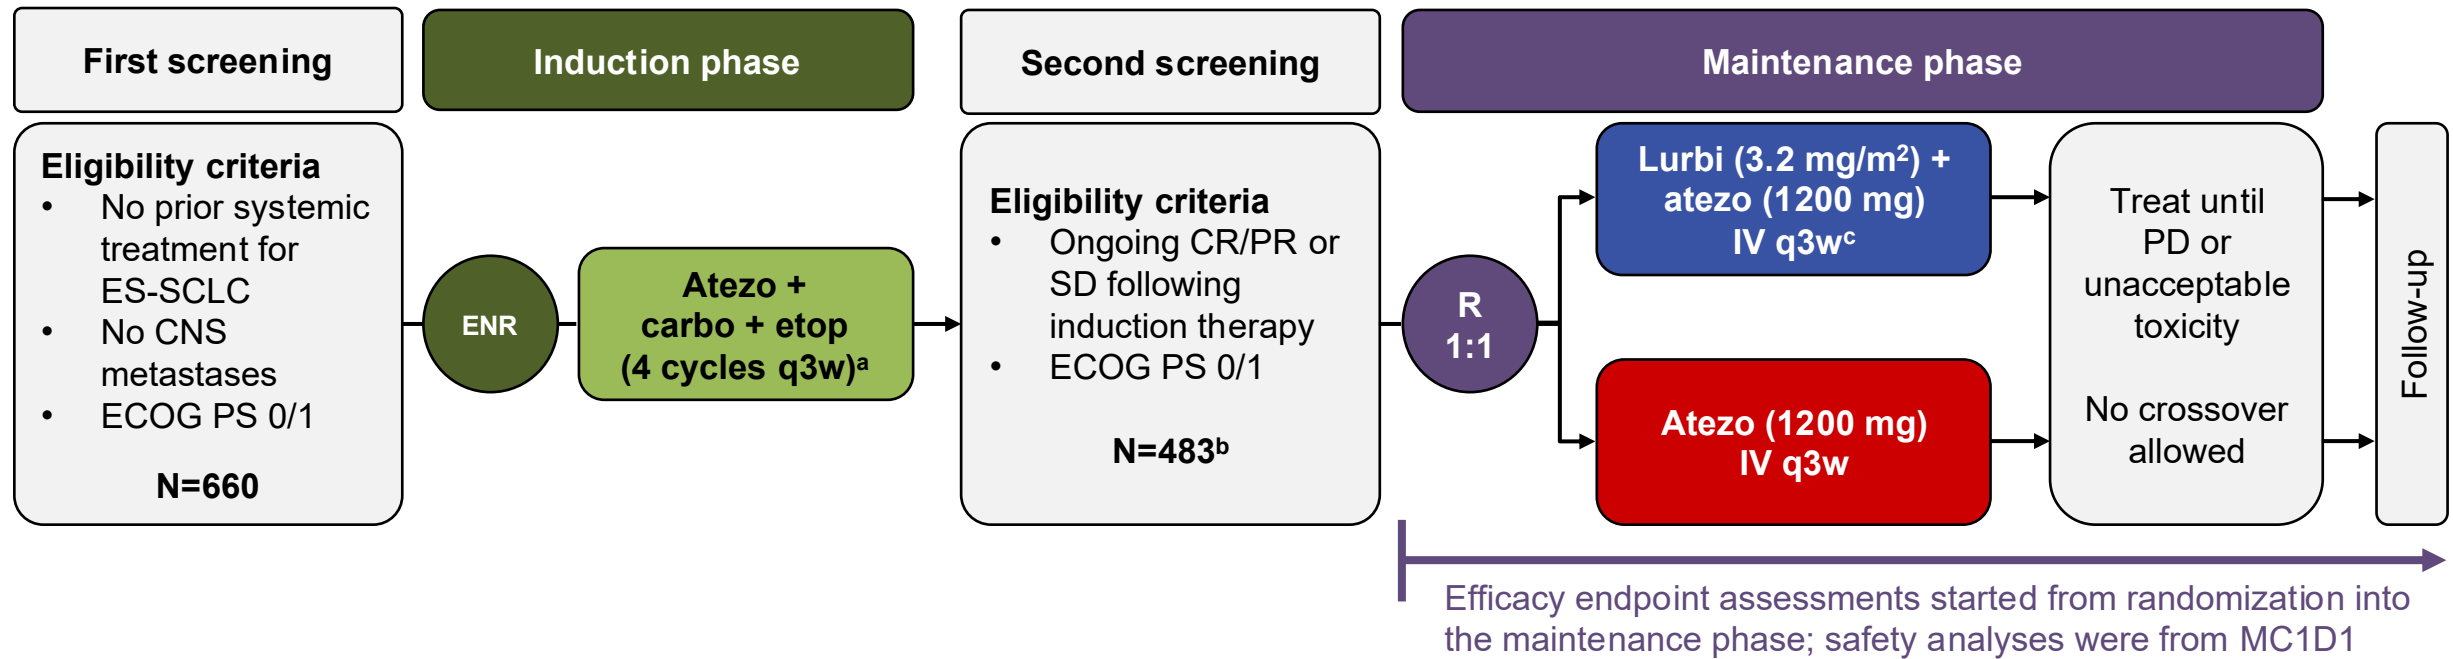 First screening
Induction phase
Second screening
Maintenance phase
Eligibility criteria
• No prior systemic
treatment for
ES-SCLC
• No CNS
metastases
• ECOG PS 0/1
N=660
ENR
Atezo +
carbo + etop
(4 cycles q3w)ᵃ
Eligibility criteria
• Ongoing CR/PR or
SD following
induction therapy
• ECOG PS 0/1
N=483ᵇ
R
1:1
Lurbi (3.2 mg/m²) +
atezo (1200 mg)
IV q3wᶜ
Atezo (1200 mg)
IV q3w
Treat until
PD or
unacceptable
toxicity
No crossover
allowed
Follow-up
Efficacy endpoint assessments started from randomization into
the maintenance phase; safety analyses were from MC1D1